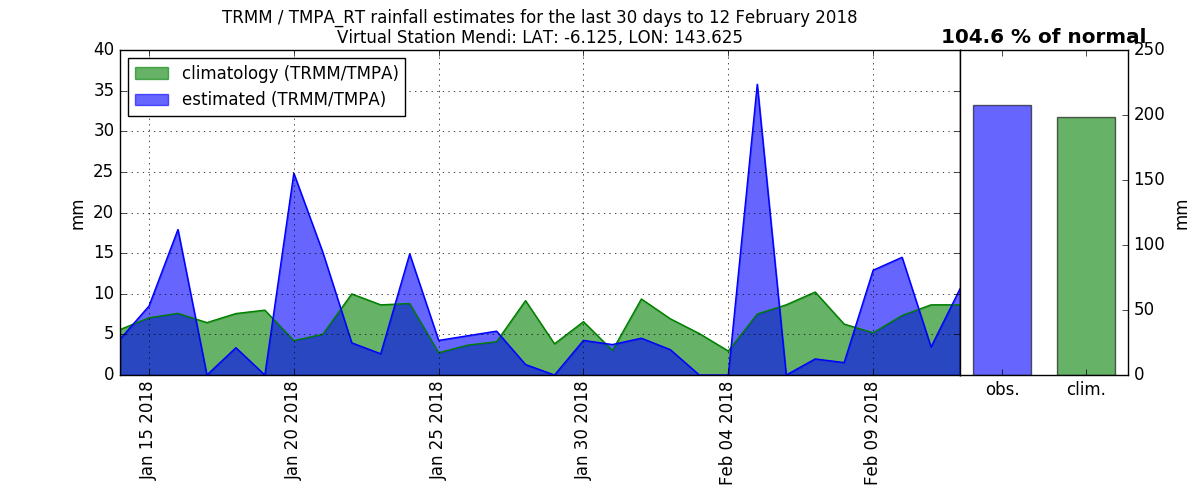 TRMM / TMPA_RT rainfall estimates for the last 30 days to 12 February 2018
Virtual Station Mendi: LAT: -6.125, LON: 143.625
104.6 % of normal
climatology (TRMM/TMPA)
estimated (TRMM/TMPA)
40
35
30
25
20
15
10
5
0
mm
Jan 15 2018
Jan 20 2018
Jan 25 2018
Jan 30 2018
Feb 04 2018
Feb 09 2018
obs.
clim.
250
200
150
100
50
0
mm